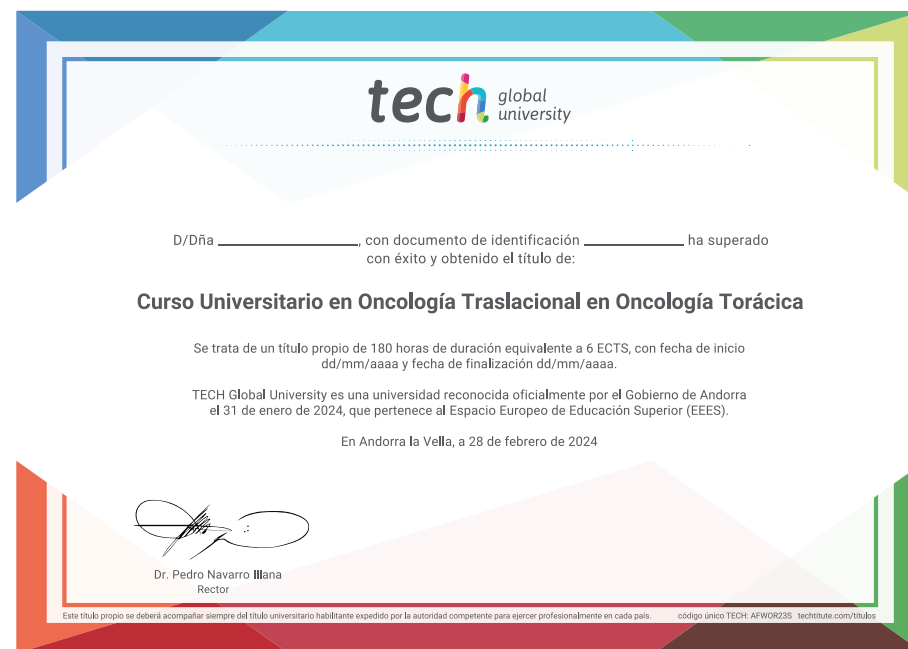 tech global university
D/Dña ____________________, con documento de identificación ______________ ha superado
con éxito y obtenido el título de:
Curso Universitario en Oncología Traslacional en Oncología Torácica
Se trata de un título propio de 180 horas de duración equivalente a 6 ECTS, con fecha de inicio
dd/mm/aaaa y fecha de finalización dd/mm/aaaa.
TECH Global University es una universidad reconocida oficialmente por el Gobierno de Andorra
el 31 de enero de 2024, que pertenece al Espacio Europeo de Educación Superior (EEES).
En Andorra la Vella, a 28 de febrero de 2024
Dr. Pedro Navarro Illana
Rector
Este título propio se deberá acompañar siempre del título universitario habilitante expedido por la autoridad competente para ejercer profesionalmente en cada país. código único TECH: AFWOR23S techtitute.com/titulos